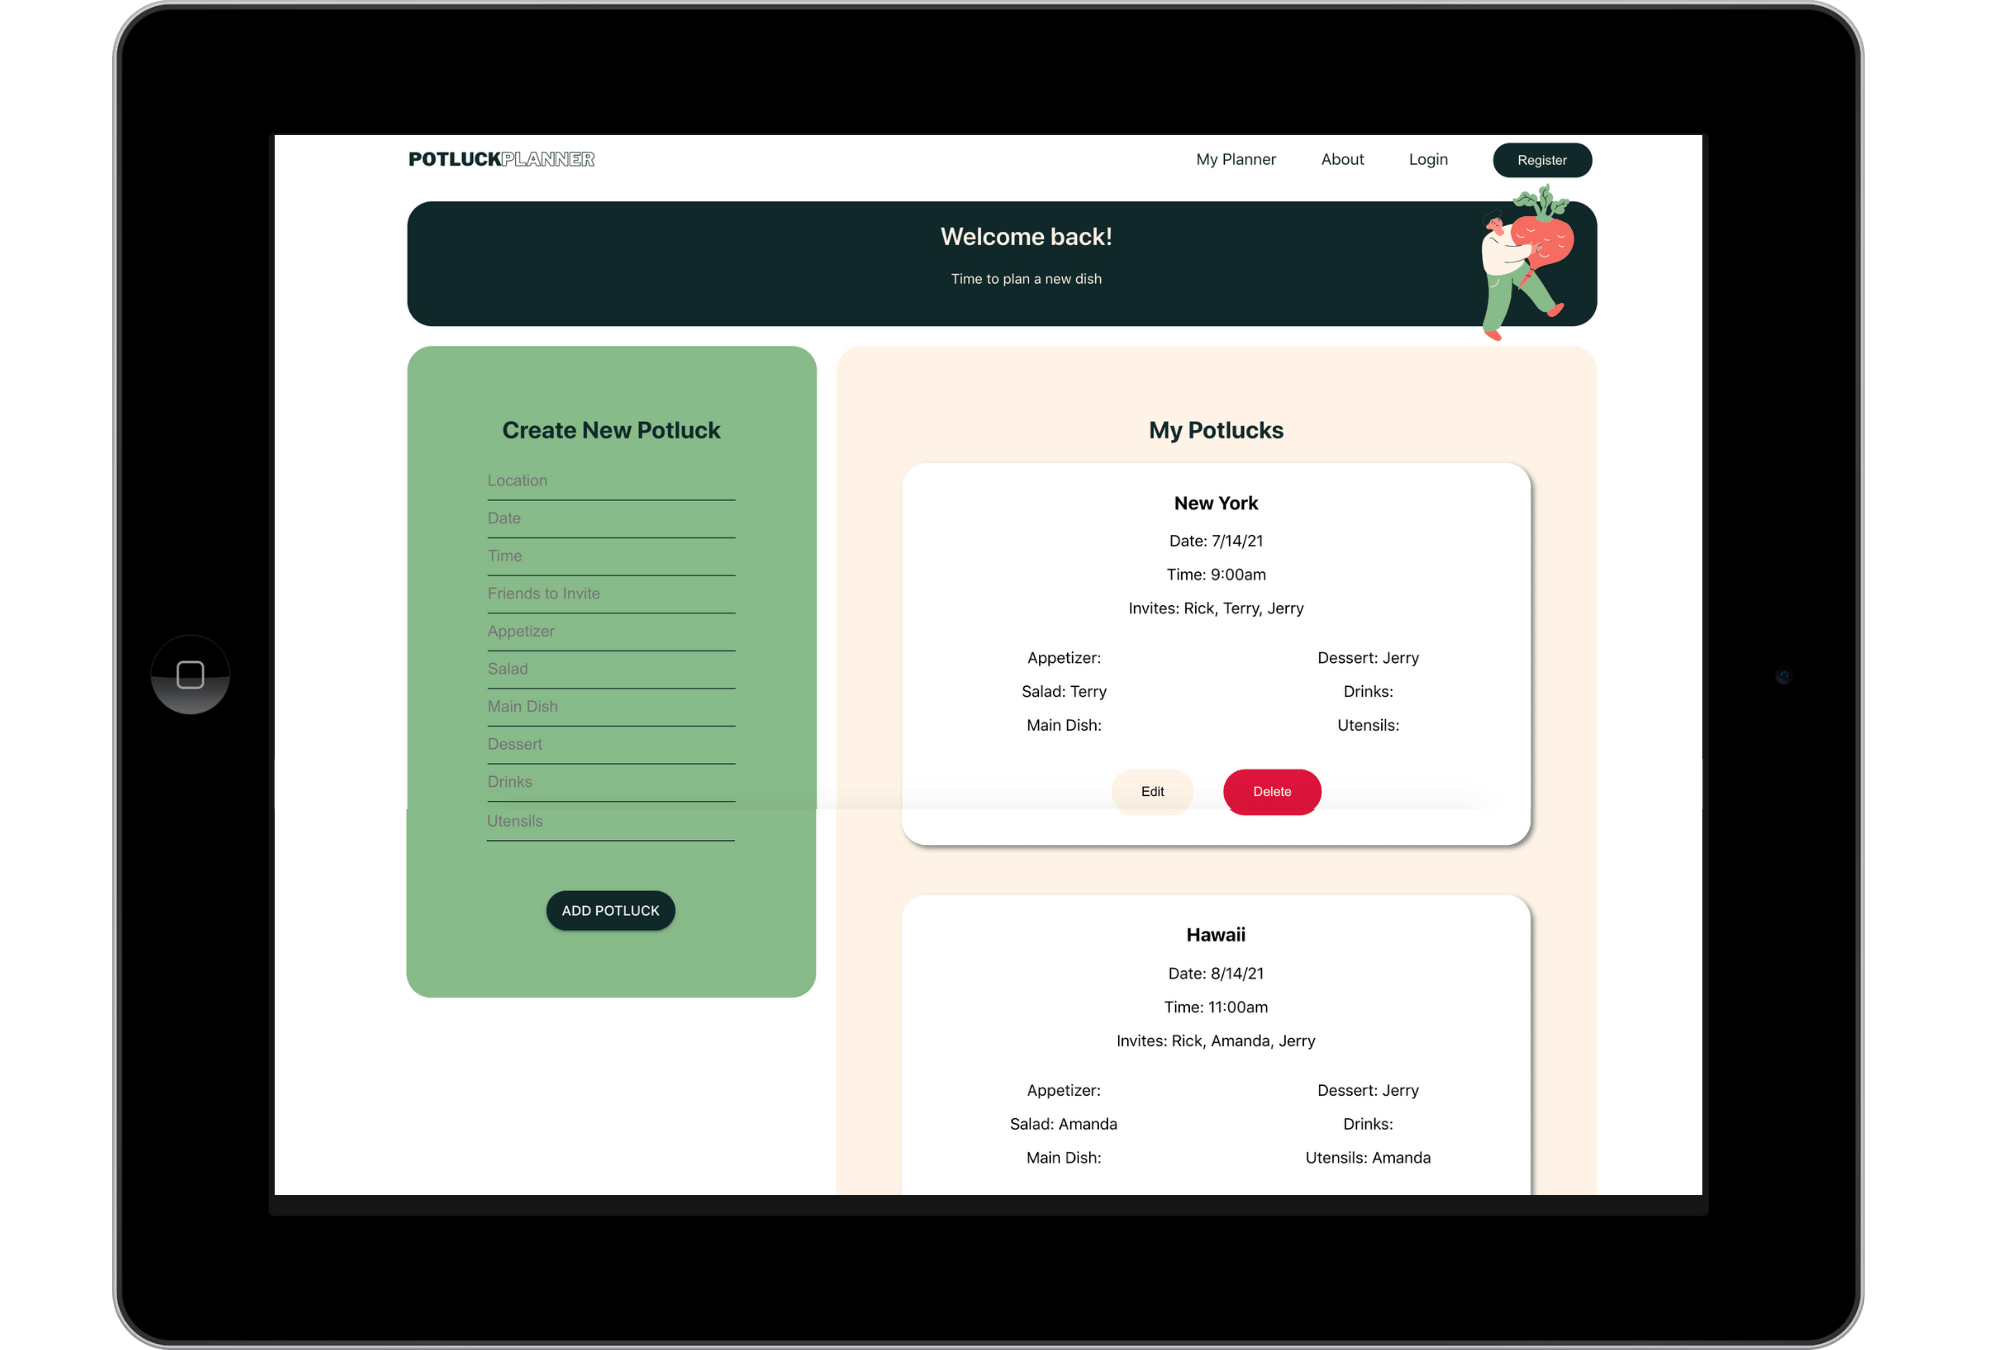 POTLUCKPLANNER
My Planner About Login Register
Welcome back!
Time to plan a new dish
Create New Potluck
Location
Date
Time
Friends to Invite
Appetizer
Salad
Main Dish
Dessert
Drinks
Utensils
ADD POTLUCK
My Potlucks
New York
Date: 7/14/21
Time: 9:00am
Invites: Rick, Terry, Jerry
Appetizer:
Salad: Terry
Main Dish:
Dessert: Jerry
Drinks:
Utensils:
Edit Delete
Hawaii
Date: 8/14/21
Time: 11:00am
Invites: Rick, Amanda, Jerry
Appetizer:
Salad: Amanda
Main Dish:
Dessert: Jerry
Drinks:
Utensils: Amanda